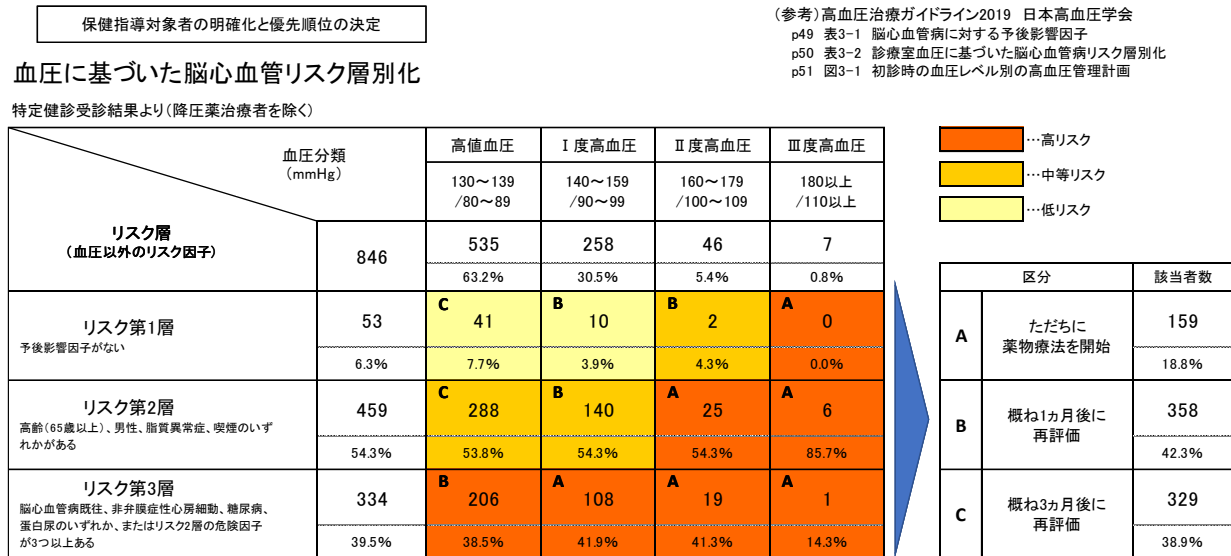 保健指導対象者の明確化と優先順位の決定
(参考)高血圧治療ガイドライン2019 日本高血圧学会
p49 表3-1 脳心血管病に対する予後影響因子
p50 表3-2 診療室血圧に基づいた脳心血管病リスク層別化
p51 図3-1 初診時の血圧レベル別の高血圧管理計画
血圧に基づいた脳心血管リスク層別化
特定健診受診結果より(降圧薬治療者を除く)
血圧分類
(mmHg)
リスク層
(血圧以外のリスク因子)
高値血圧 Ⅰ度高血圧 Ⅱ度高血圧 Ⅲ度高血圧
130～139 140～159 160～179 180以上
/80～89 /90～99 /100～109 /110以上
846 535 258 46 7
63.2% 30.5% 5.4% 0.8%
リスク第1層
予後影響因子がない
53 C 41 B 10 B 2 A 0
6.3% 7.7% 3.9% 4.3% 0.0%
リスク第2層
高齢(65歳以上)、男性、脂質異常症、喫煙のいず
れかがある
459 C 288 B 140 A 25 A 6
54.3% 53.8% 54.3% 54.3% 85.7%
リスク第3層
脳心血管病既往、非弁膜症性心房細動、糖尿病、
蛋白尿のいずれか、またはリスク2層の危険因子
が3つ以上ある
334 B 206 A 108 A 19 A 1
39.5% 38.5% 41.9% 41.3% 14.3%
…高リスク
…中等リスク
…低リスク
区分 該当者数
A ただちに
薬物療法を開始
159
18.8%
B 概ね1ヵ月後に
再評価
358
42.3%
C 概ね3ヵ月後に
再評価
329
38.9%